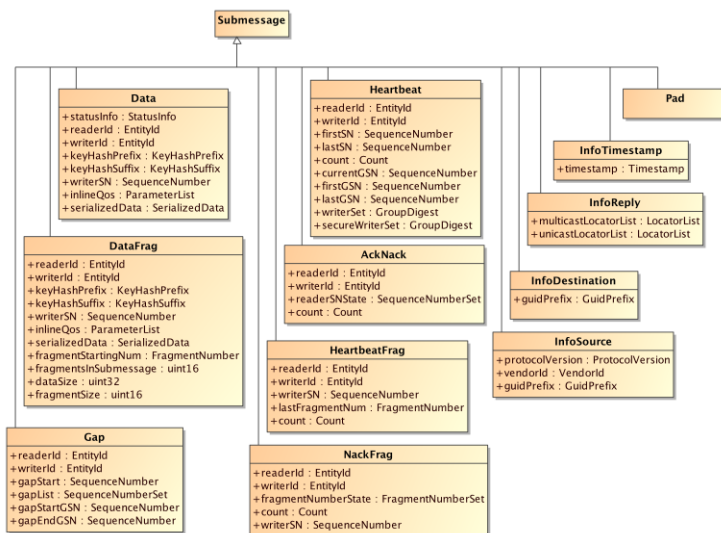 Submessage
Data
+statusInfo : StatusInfo
+readerId : EntityId
+writerId : EntityId
+keyHashPrefix : KeyHashPrefix
+keyHashSuffix : KeyHashSuffix
+writerSN : SequenceNumber
+inlineQos : ParameterList
+serializedData : SerializedData
Heartbeat
+readerId : EntityId
+writerId : EntityId
+firstSN : SequenceNumber
+lastSN : SequenceNumber
+count : Count
+currentGSN : SequenceNumber
+firstGSN : SequenceNumber
+lastGSN : SequenceNumber
+writerSet : GroupDigest
+secureWriterSet : GroupDigest
Pad
InfoTimestamp
+timestamp : Timestamp
InfoReply
+multicastLocatorList : LocatorList
+unicastLocatorList : LocatorList
DataFrag
+readerId : EntityId
+writerId : EntityId
+keyHashPrefix : KeyHashPrefix
+keyHashSuffix : KeyHashSuffix
+writerSN : SequenceNumber
+inlineQos : ParameterList
+serializedData : SerializedData
+fragmentStartingNum : FragmentNumber
+fragmentsInSubmessage : uint16
+dataSize : uint32
+fragmentSize : uint16
AckNack
+readerId : EntityId
+writerId : EntityId
+readerSNState : SequenceNumberSet
+count : Count
InfoDestination
+guidPrefix : GuidPrefix
InfoSource
+protocolVersion : ProtocolVersion
+vendorId : VendorId
+guidPrefix : GuidPrefix
HeartbeatFrag
+readerId : EntityId
+writerId : EntityId
+writerSN : SequenceNumber
+lastFragmentNum : FragmentNumber
+count : Count
Gap
+readerId : EntityId
+writerId : EntityId
+gapStart : SequenceNumber
+gapList : SequenceNumberSet
+gapStartGSN : SequenceNumber
+gapEndGSN : SequenceNumber
NackFrag
+readerId : EntityId
+writerId : EntityId
+fragmentNumberState : FragmentNumberSet
+count : Count
+writerSN : SequenceNumber